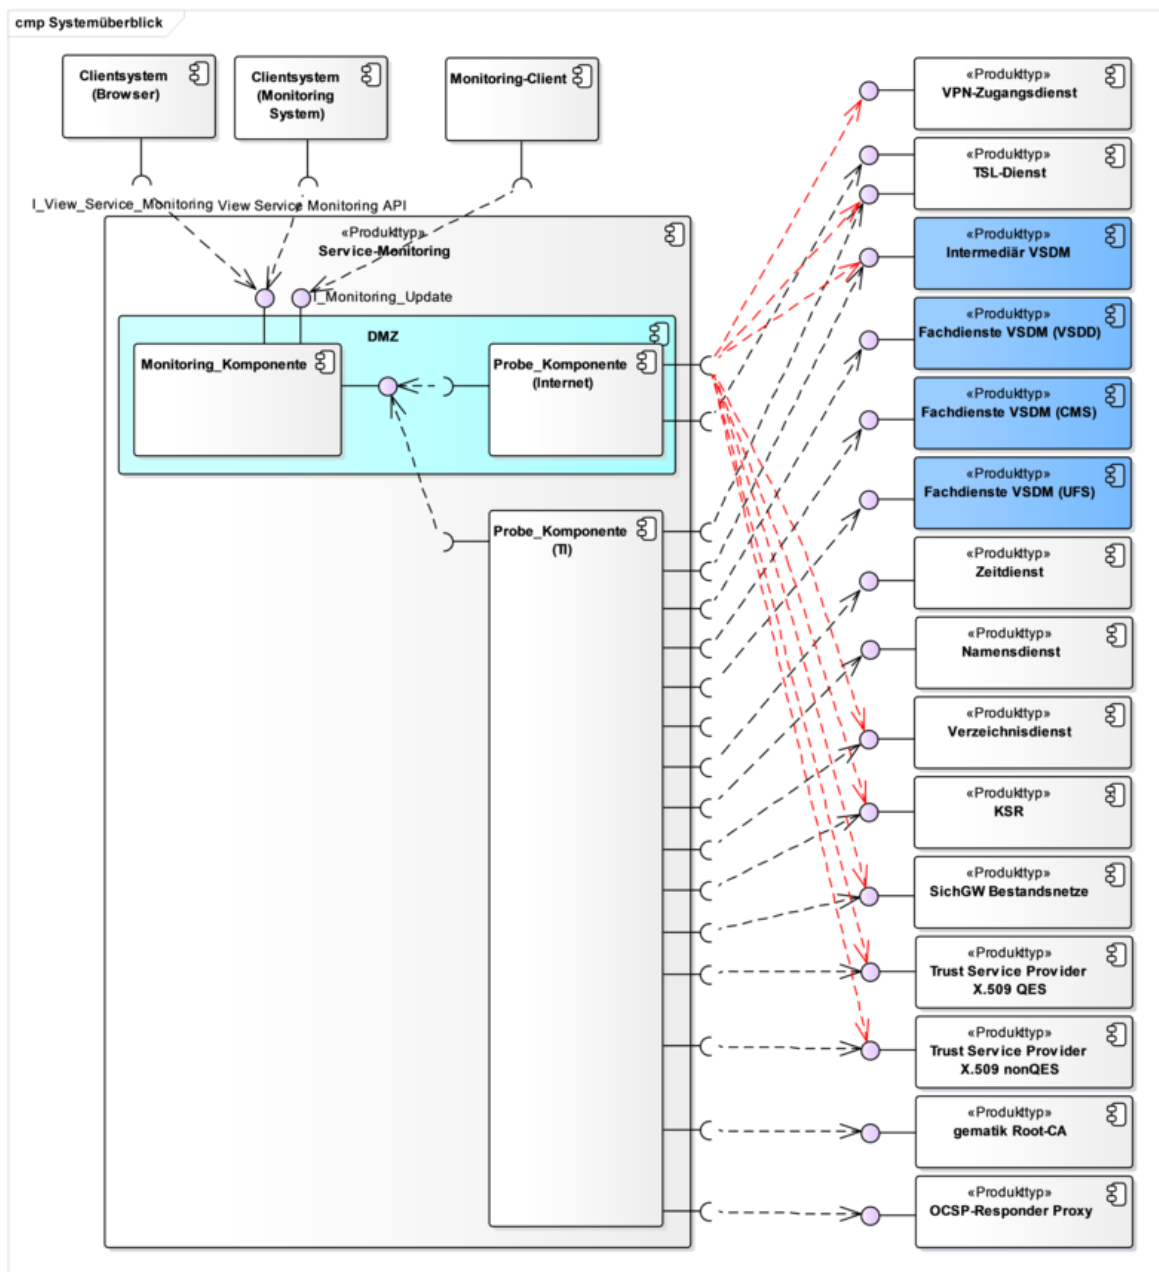 cmp Systemüberblick
Clientsystem
(Browser)
Clientsystem
(Monitoring
System)
Monitoring-Client
I_View_Service_Monitoring
View Service Monitoring API
«Produkttyp»
Service-Monitoring
I_Monitoring_Update
DMZ
Monitoring_Komponente
Probe_Komponente
(Internet)
Probe_Komponente
(TI)
«Produkttyp»
VPN-Zugangsdienst
«Produkttyp»
TSL-Dienst
«Produkttyp»
Intermediär VSDM
«Produkttyp»
Fachdienste VSDM (VSDD)
«Produkttyp»
Fachdienste VSDM (CMS)
«Produkttyp»
Fachdienste VSDM (UFS)
«Produkttyp»
Zeitdienst
«Produkttyp»
Namensdienst
«Produkttyp»
Verzeichnisdienst
«Produkttyp»
KSR
«Produkttyp»
SichGW Bestandsnetze
«Produkttyp»
Trust Service Provider
X.509 QES
«Produkttyp»
Trust Service Provider
X.509 nonQES
«Produkttyp»
gematik Root-CA
«Produkttyp»
OCSP-Responder Proxy